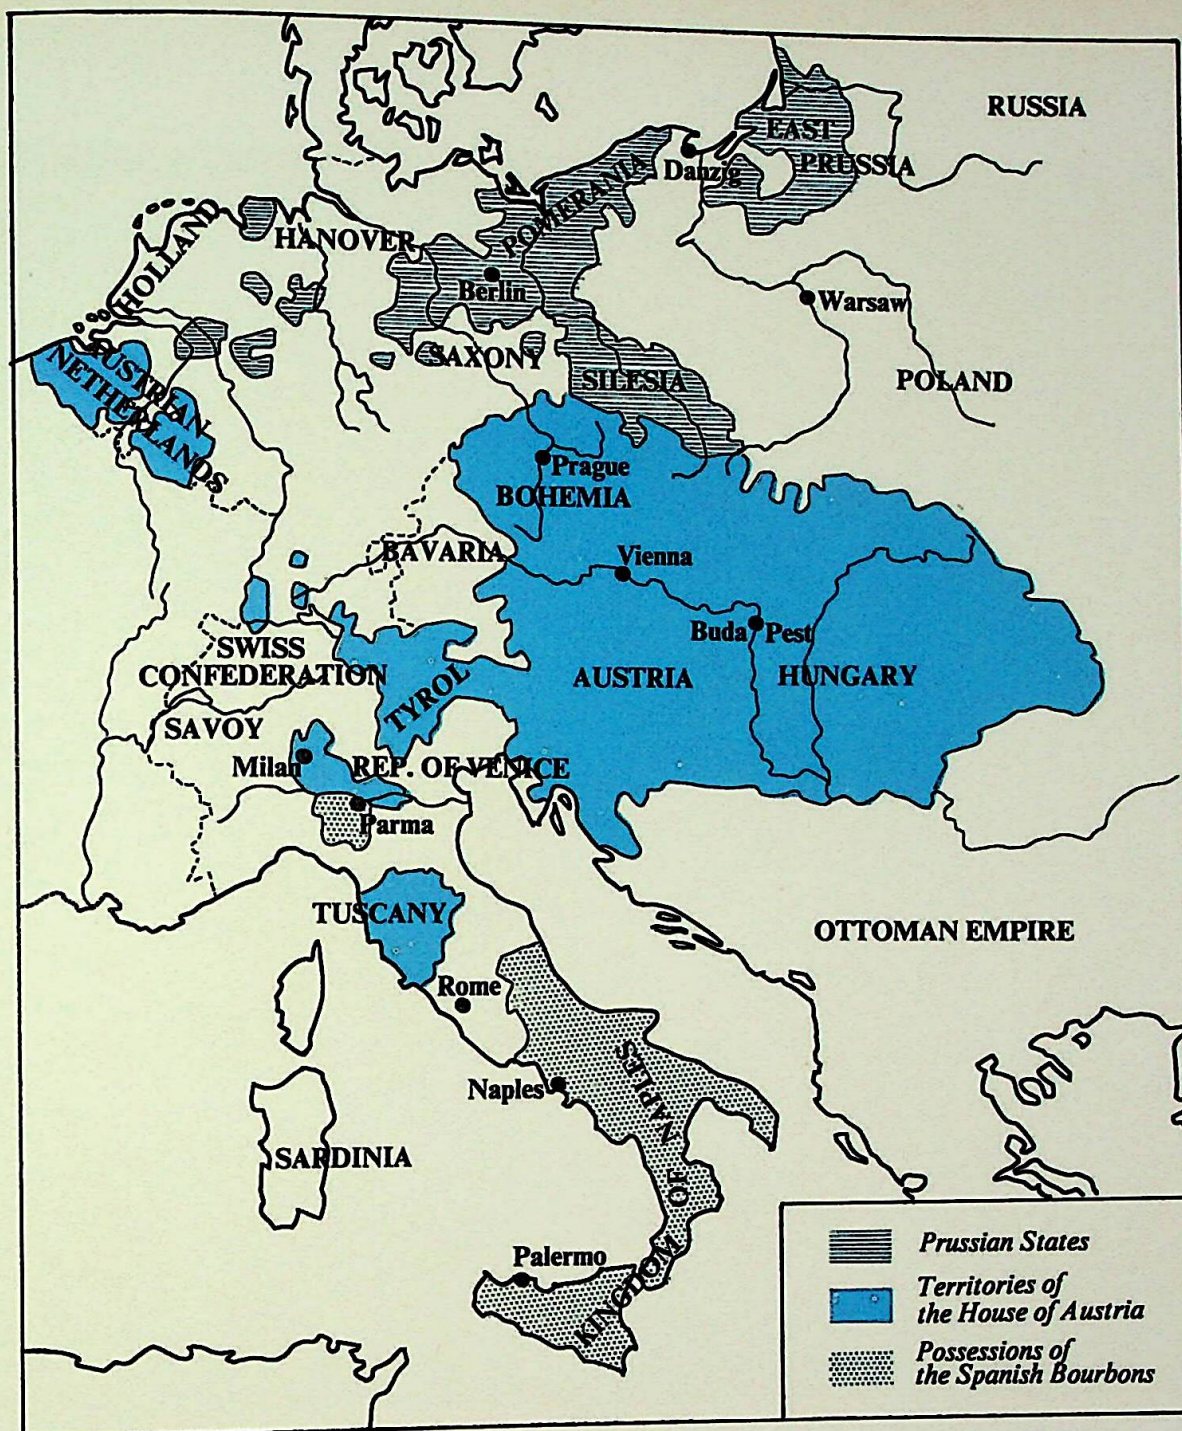 RUSSIA
EAST
PRUSSIA
Danzig
POMERANIA
HOLLAND
HANOVER
Berlin
Warsaw
SAXONY
SILESIA
POLAND
AUSTRIAN
NETHERLANDS
Prague
BOHEMIA
BAVARIA
Vienna
Buda Pest
SWISS
CONFEDERATION
TYROL
AUSTRIA
HUNGARY
SAVOY
Milan
REP. OF VENICE
Parma
TUSCANY
OTTOMAN EMPIRE
Rome
Naples
KINGDOM OF NAPLES
SARDINIA
Palermo
Prussian States
Territories of
the House of Austria
Possessions of
the Spanish Bourbons